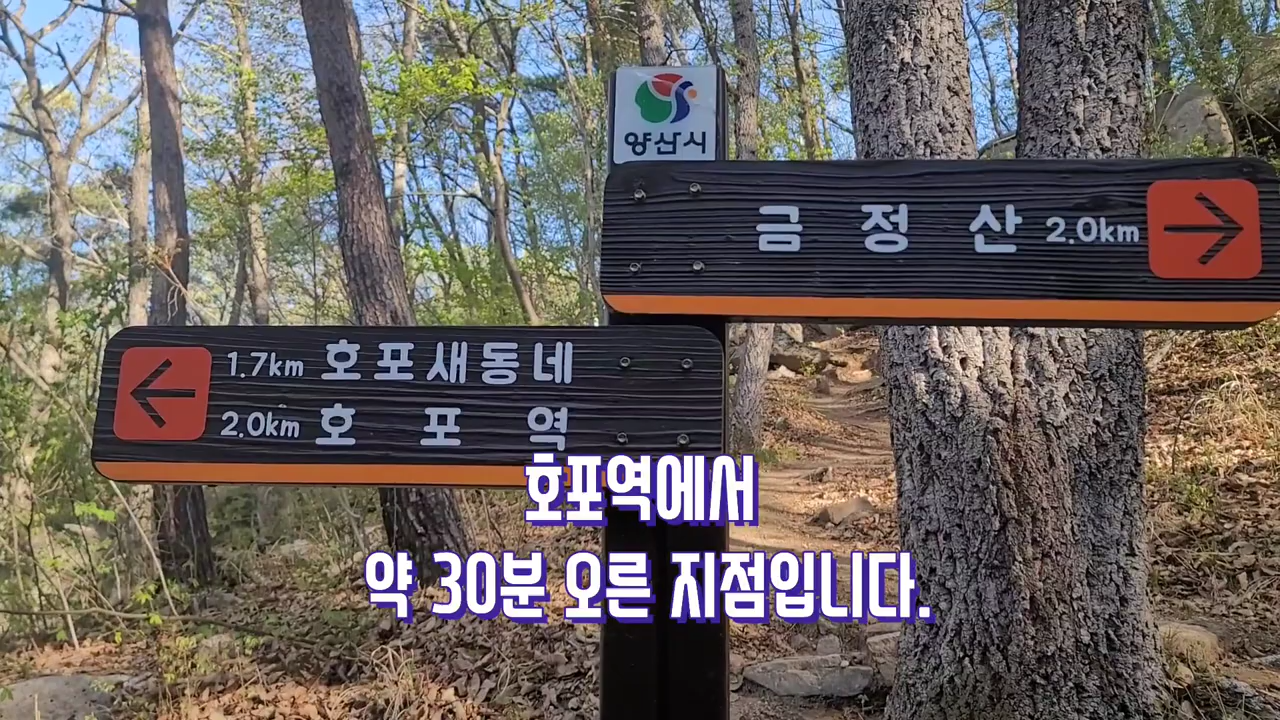 양산시
금정산 2.0km
1.7km 호포새동네
2.0km 호포역
호포역에서
약 30분 오른 지점입니다.